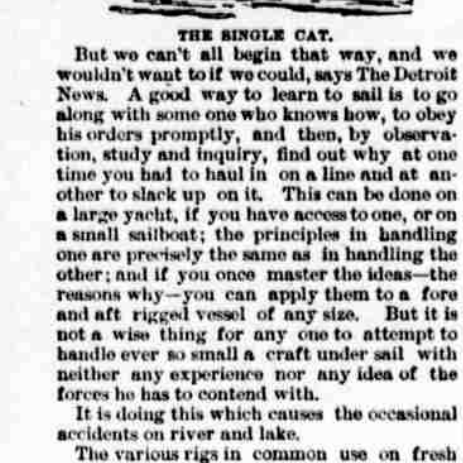 THE SINGLE CAT.
But we can't all begin that way, and we
wouldn't want to if we could, says The Detroit
News. A good way to learn to sail is to go
along with some one who knows how, to obey
his orders promptly, and then, by observa-
tion, study and inquiry, find out why at one
time you had to haul in on a line and at an-
other to slack up on it. This can be done on
a large yacht, if you have access to one, or on
a small sailboat; the principles in handling
one are precisely the same as in handling the
other; and if you once master the ideas—the
reasons why—you can apply them to a fore
and aft rigged vessel of any size. But it is
not a wise thing for any one to attempt to
handle ever so small a craft under sail with
neither any experience nor any idea of the
forces he has to contend with.
It is doing this which causes the occasional
accidents on river and lake.
The various rigs in common use on fresh